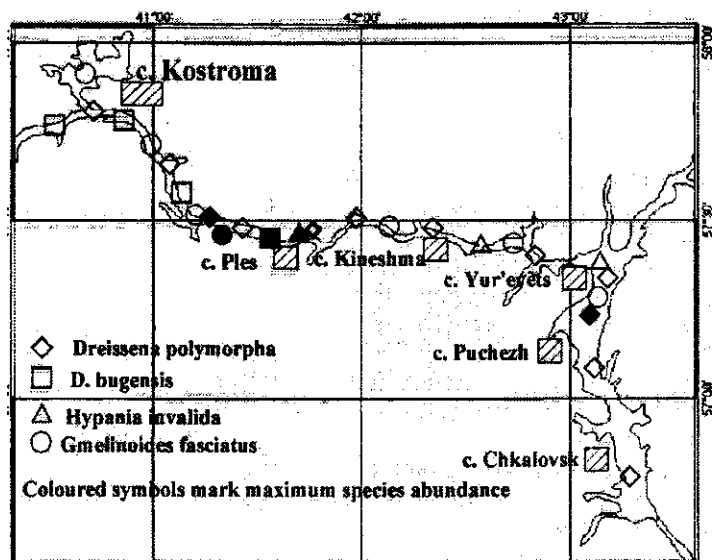 41°00' 42°00' 43°00'
58°00'
c. Kostroma
57°30'
c. Ples c. Kineshma
c. Yur'evets
c. Puchezh
57°00'
c. Chkalovsk
Dreissena polymorpha
D. bugensis
Hypania invalida
Gmelinoides fasciatus
Coloured symbols mark maximum species abundance